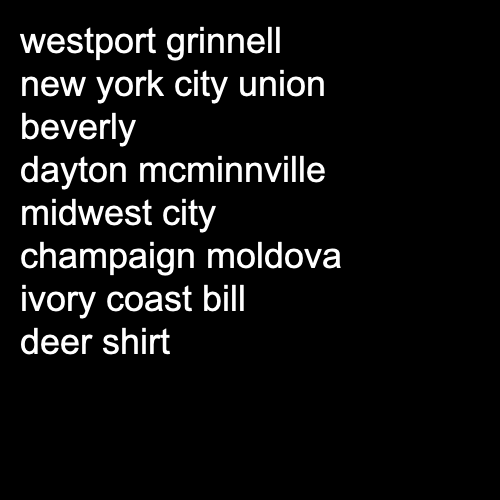 westport grinnell
new york city union
beverly
dayton mcminnville
midwest city
champaign moldova
ivory coast bill
deer shirt